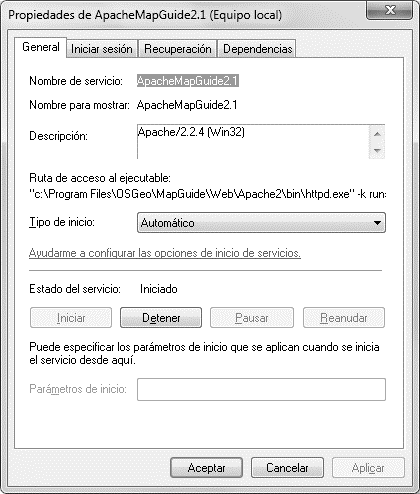 Propiedades de ApacheMapGuide2.1 (Equipo local)
General Iniciar sesión Recuperación Dependencias
Nombre de servicio: ApacheMapGuide2.1
Nombre para mostrar: ApacheMapGuide2.1
Descripción: Apache/2.2.4 (Win32)
Ruta de acceso al ejecutable:
"c:\Program Files\OSGeo\MapGuide\Web\Apache2\bin\httpd.exe" -k run:
Tipo de inicio: Automático
Ayudarme a configurar las opciones de inicio de servicios.
Estado del servicio: Iniciado
Iniciar Detener Pausar Reanudar
Puede especificar los parámetros de inicio que se aplican cuando se inicia
el servicio desde aquí.
Parámetros de inicio:
Aceptar Cancelar Aplicar